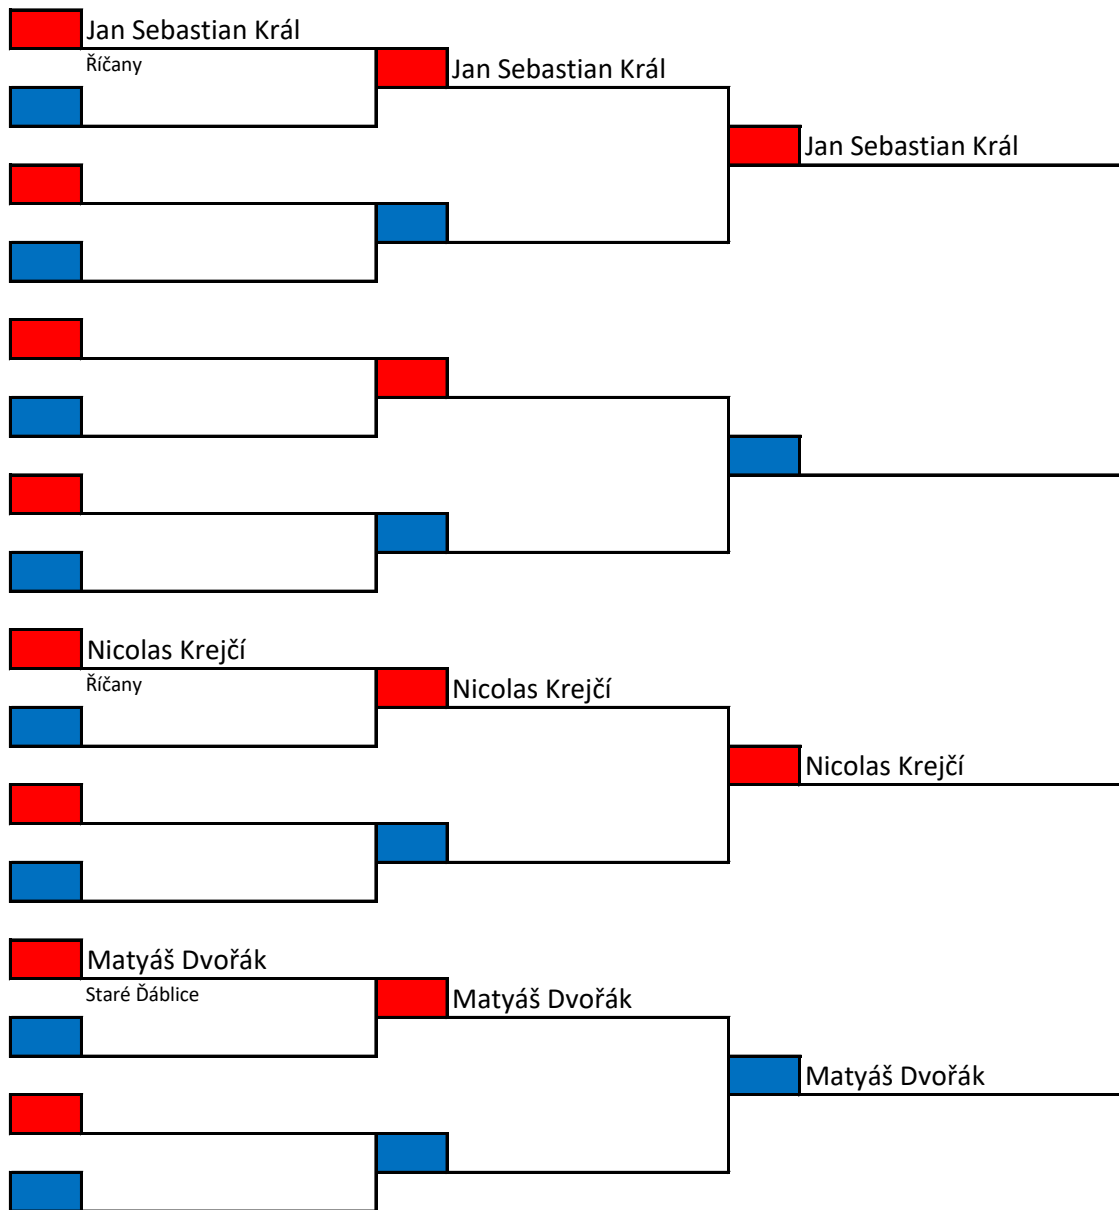 Jan Sebastian Král
Říčany
Jan Sebastian Král
Jan Sebastian Král
Nicolas Krejčí
Říčany
Nicolas Krejčí
Nicolas Krejčí
Matyáš Dvořák
Staré Ďáblice
Matyáš Dvořák
Matyáš Dvořák